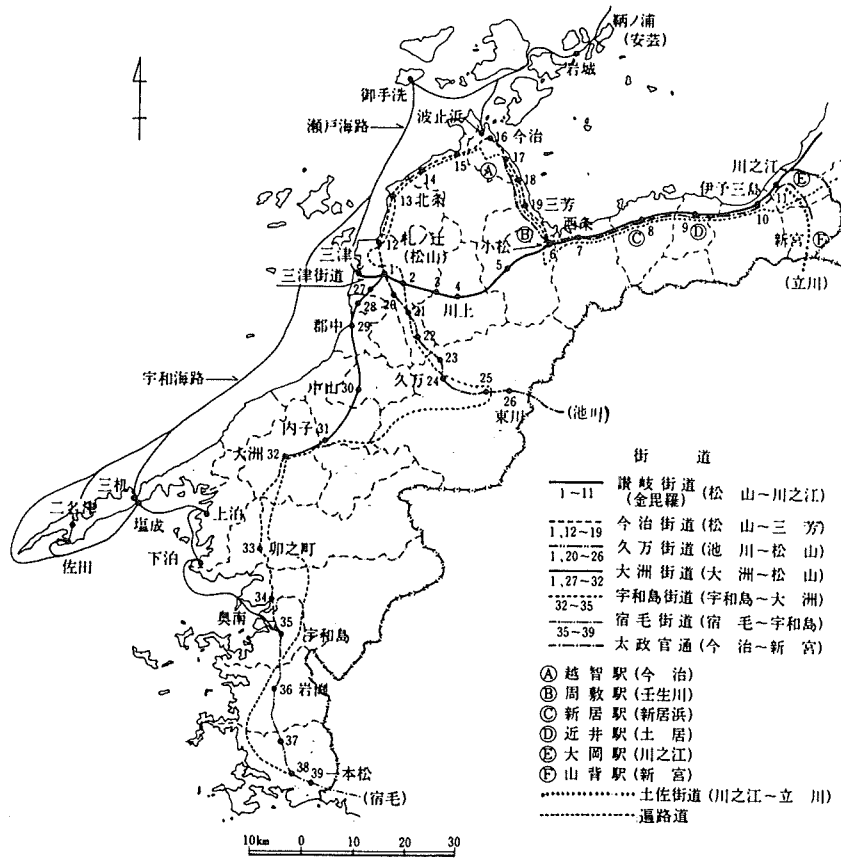 鞆ノ浦
(安芸)
岩城
御手洗
瀬戸海路
波止浜
16
今治
15
17
Ⓐ
14
18
川之江
伊予三島
Ⓔ
13
北条
19
三芳
11
12
札ノ辻
(松山)
小松
Ⓑ
西条
6
7
Ⓒ
8
9
Ⓓ
10
新宮
Ⓕ
三津
三津街道
1
2
3
4
5
川上
(立川)
27
28
20
21
郡中
29
22
23
宇和海路
久万
24
25
26
東川
(池川)
中山
30
内子
31
大洲
32
三机
塩成
上泊
佐田
下泊
33
卯之町
34
奥南
35
宇和島
36
37
38
39
一本松
(宿毛)
10km
0
10
20
30
街 道
讃岐街道
1~11
(金毘羅)
(松 山~川之江)
今治街道(松 山~三 芳)
1,12~19
久万街道(池 川~松 山)
1,20~26
大洲街道(大 洲~松 山)
1,27~32
宇和島街道(宇和島~大 洲)
32~35
宿毛街道(宿 毛~宇和島)
35~39
太政官通(今 治~新 宮)
Ⓐ越智駅(今 治)
Ⓑ周敷駅(壬生川)
Ⓒ新居駅(新居浜)
Ⓓ近井駅(土 居)
Ⓔ大岡駅(川之江)
Ⓕ山背駅(新 宮)
土佐街道(川之江~立 川)
遍路道